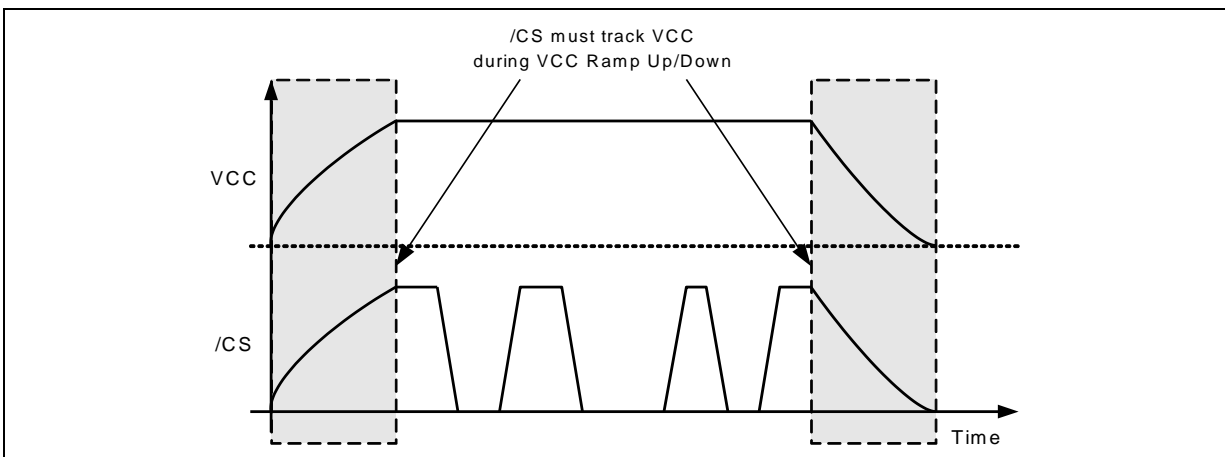 /CS must track VCC
during VCC Ramp Up/Down
VCC
/CS
Time